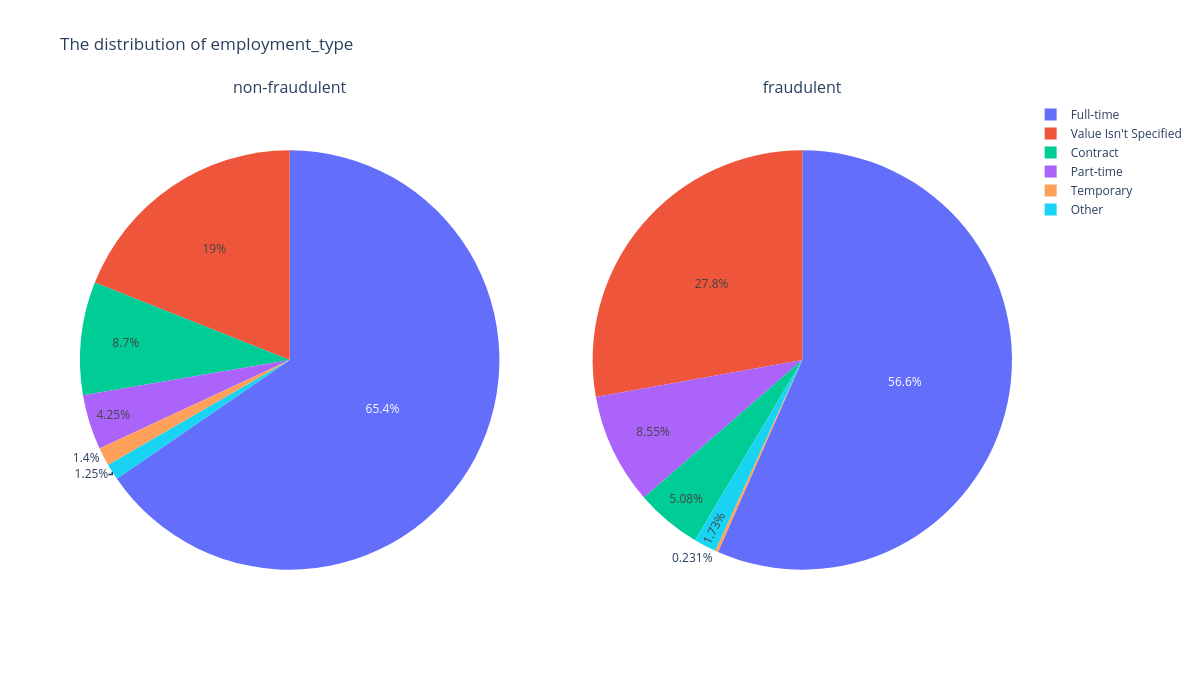 The distribution of employment_type
non-fraudulent
fraudulent
Full-time
Value Isn't Specified
Contract
Part-time
Temporary
Other
19%
8.7%
4.25%
1.4%
1.25%
65.4%
27.8%
56.6%
8.55%
5.08%
1.73%
0.231%